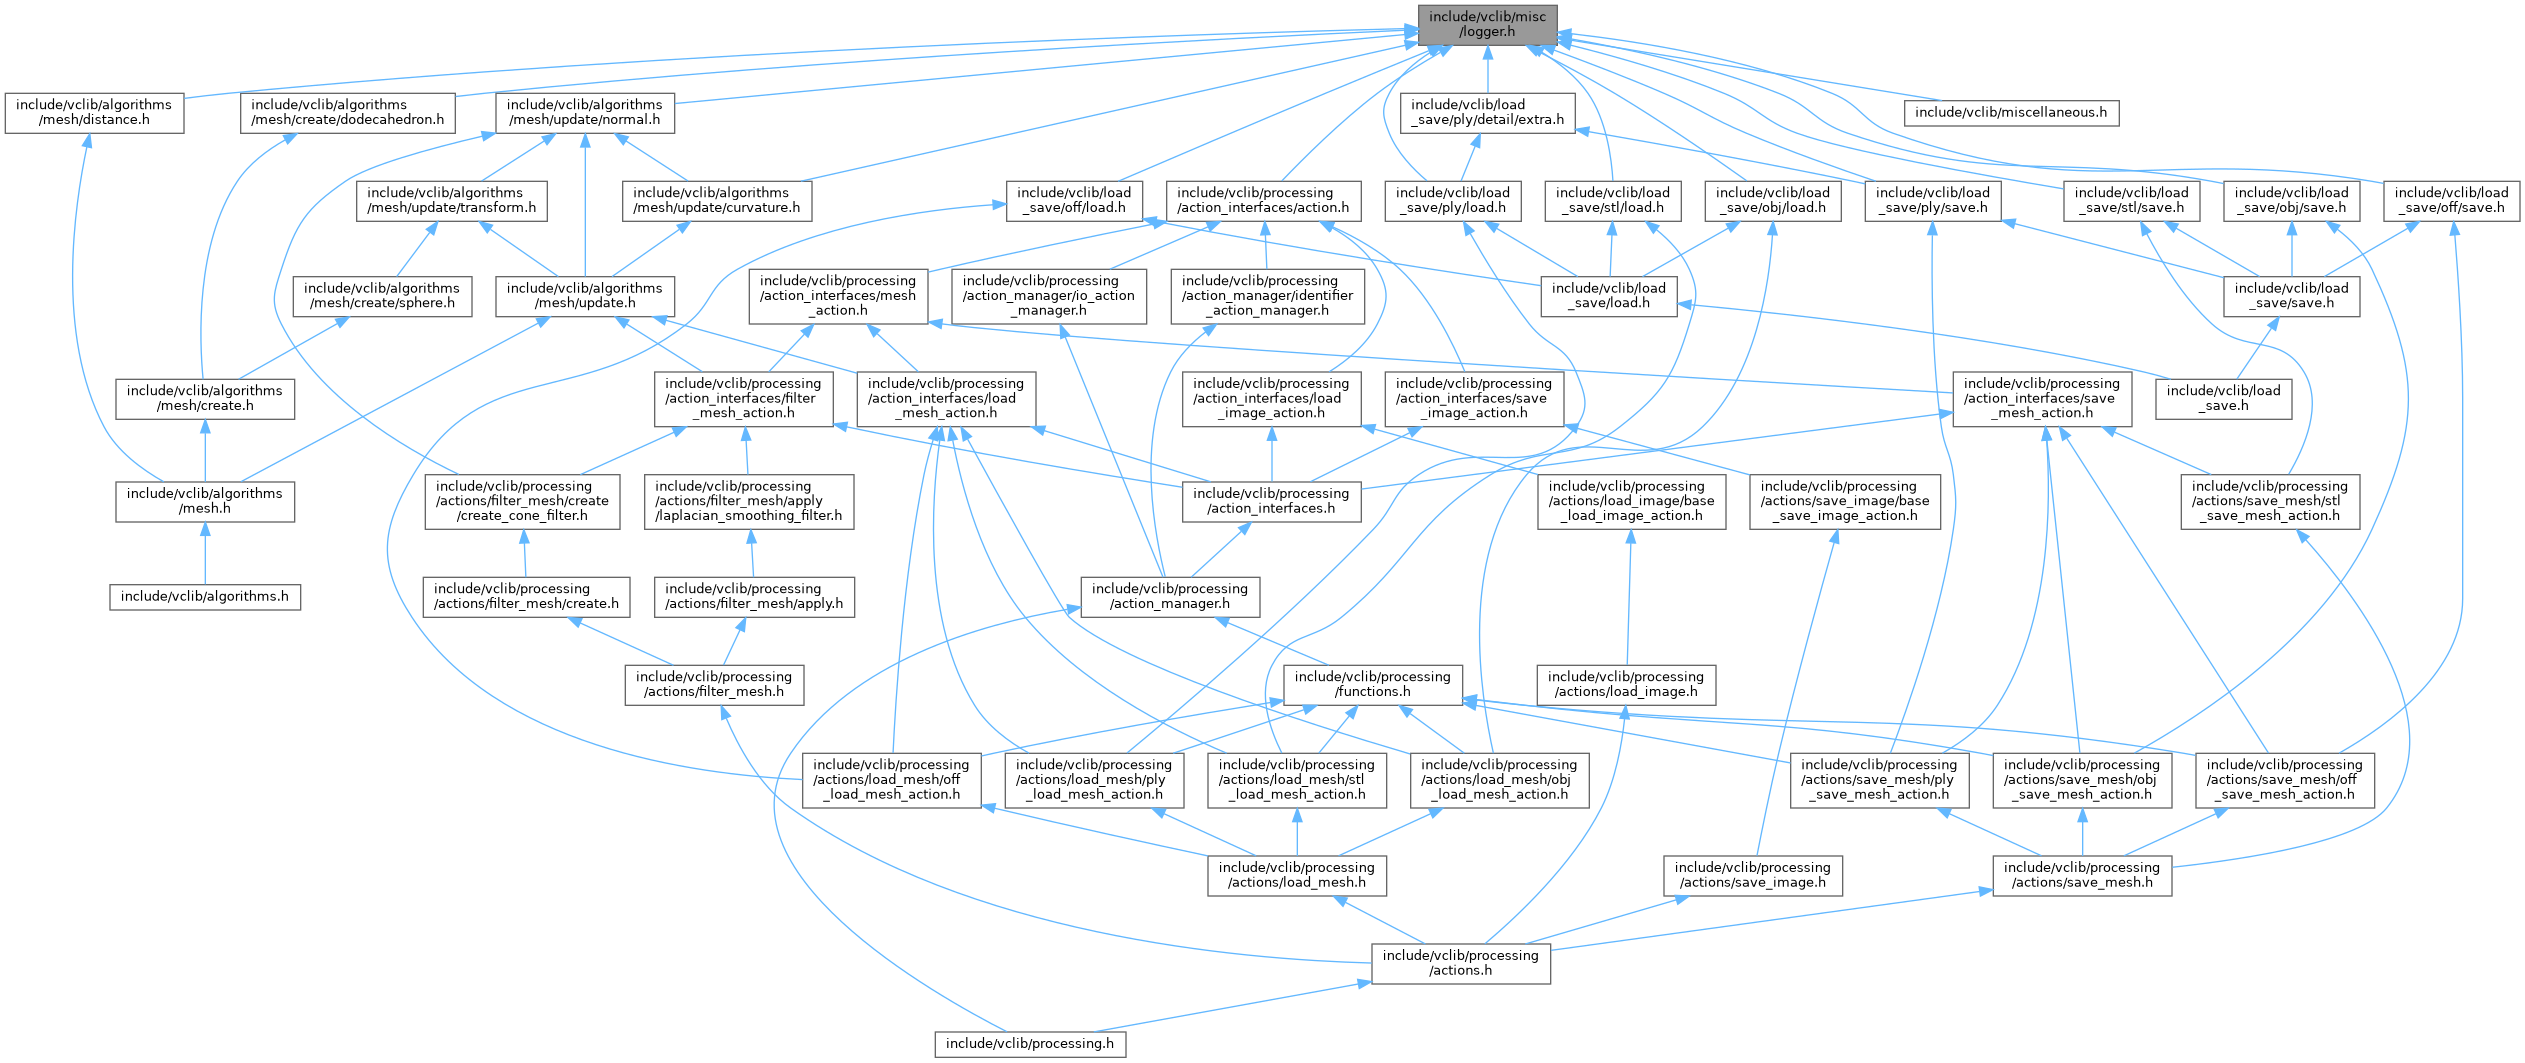 include/vclib/misc
/logger.h
include/vclib/algorithms
/mesh/distance.h
include/vclib/algorithms
/mesh/create/dodecahedron.h
include/vclib/algorithms
/mesh/update/normal.h
include/vclib/load
_save/ply/detail/extra.h
include/vclib/miscellaneous.h
include/vclib/algorithms
/mesh/update/transform.h
include/vclib/algorithms
/mesh/update/curvature.h
include/vclib/load
_save/off/load.h
include/vclib/processing
/action_interfaces/action.h
include/vclib/load
_save/ply/load.h
include/vclib/load
_save/stl/load.h
include/vclib/load
_save/obj/load.h
include/vclib/load
_save/ply/save.h
include/vclib/load
_save/stl/save.h
include/vclib/load
_save/obj/save.h
include/vclib/load
_save/off/save.h
include/vclib/algorithms
/mesh/create/sphere.h
include/vclib/algorithms
/mesh/update.h
include/vclib/processing
/action_interfaces/mesh
_action.h
include/vclib/processing
/action_manager/io_action
_manager.h
include/vclib/processing
/action_manager/identifier
_action_manager.h
include/vclib/load
_save/load.h
include/vclib/load
_save/save.h
include/vclib/algorithms
/mesh/create.h
include/vclib/processing
/action_interfaces/filter
_mesh_action.h
include/vclib/processing
/action_interfaces/load
_mesh_action.h
include/vclib/processing
/action_interfaces/load
_image_action.h
include/vclib/processing
/action_interfaces/save
_image_action.h
include/vclib/processing
/action_interfaces/save
_mesh_action.h
include/vclib/load
_save.h
include/vclib/algorithms
/mesh.h
include/vclib/processing
/actions/filter_mesh/create
/create_cone_filter.h
include/vclib/processing
/actions/filter_mesh/apply
/laplacian_smoothing_filter.h
include/vclib/processing
/action_interfaces.h
include/vclib/processing
/actions/load_image/base
_load_image_action.h
include/vclib/processing
/actions/save_image/base
_save_image_action.h
include/vclib/processing
/actions/save_mesh/stl
_save_mesh_action.h
include/vclib/algorithms.h
include/vclib/processing
/actions/filter_mesh/create.h
include/vclib/processing
/actions/filter_mesh/apply.h
include/vclib/processing
/action_manager.h
include/vclib/processing
/actions/filter_mesh.h
include/vclib/processing
/functions.h
include/vclib/processing
/actions/load_image.h
include/vclib/processing
/actions/load_mesh/off
_load_mesh_action.h
include/vclib/processing
/actions/load_mesh/ply
_load_mesh_action.h
include/vclib/processing
/actions/load_mesh/stl
_load_mesh_action.h
include/vclib/processing
/actions/load_mesh/obj
_load_mesh_action.h
include/vclib/processing
/actions/save_mesh/ply
_save_mesh_action.h
include/vclib/processing
/actions/save_mesh/obj
_save_mesh_action.h
include/vclib/processing
/actions/save_mesh/off
_save_mesh_action.h
include/vclib/processing
/actions/load_mesh.h
include/vclib/processing
/actions/save_image.h
include/vclib/processing
/actions/save_mesh.h
include/vclib/processing
/actions.h
include/vclib/processing.h